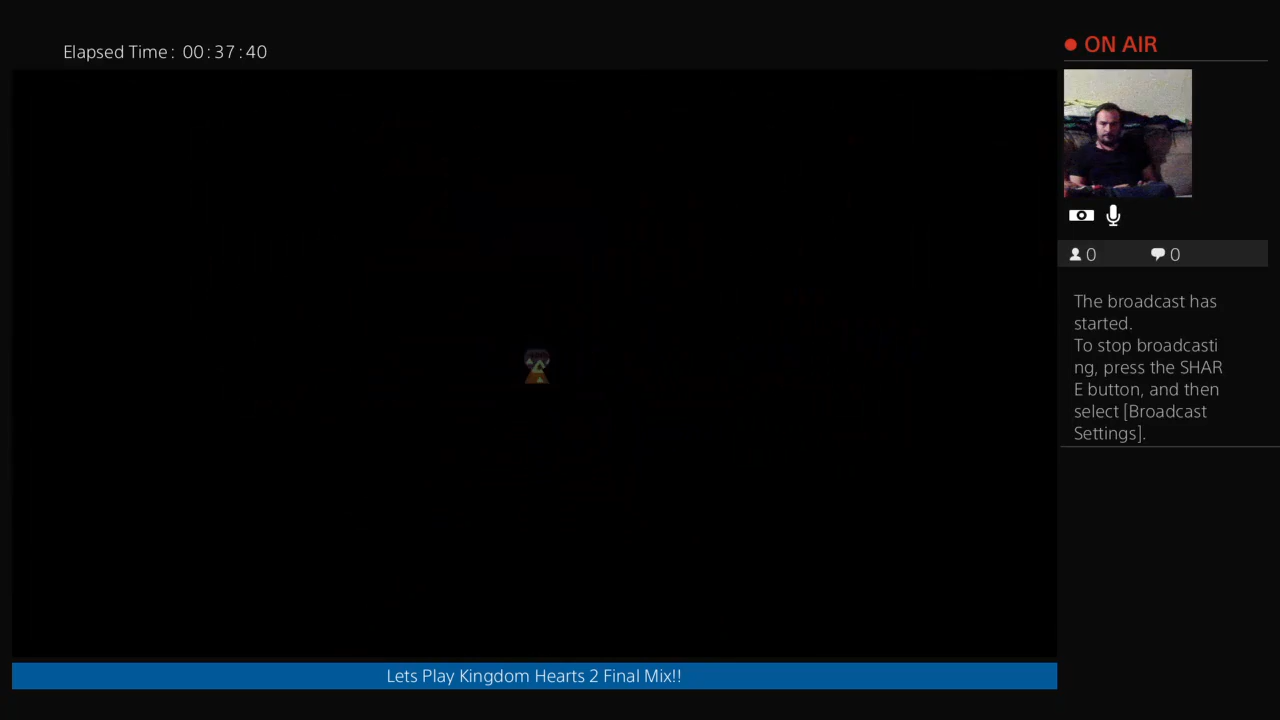 Elapsed Time: 00:37:40
ON AIR
0 0
The broadcast has
started.
To stop broadcasti
ng, press the SHAR
E button, and then
select [Broadcast
Settings].
Lets Play Kingdom Hearts 2 Final Mix!!